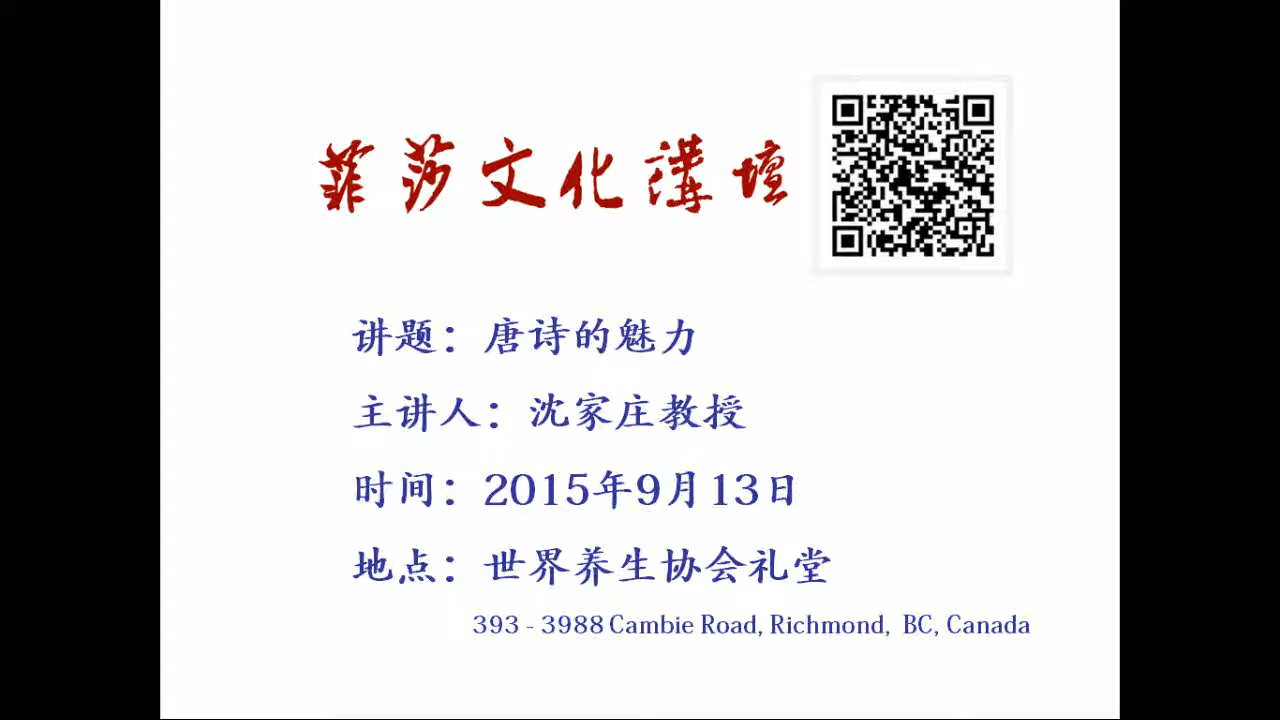 菲莎文化講壇
讲题：唐诗的魅力
主讲人：沈家庄教授
时间：2015年9月13日
地点：世界养生协会礼堂
393 - 3988 Cambie Road, Richmond, BC, Canada